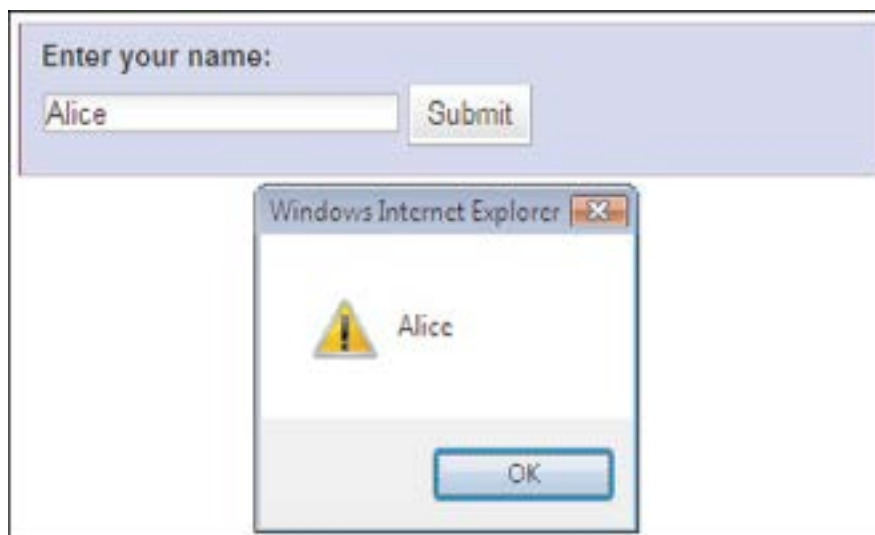 Enter your name:
Alice Submit
Windows Internet Explorer
Alice
OK